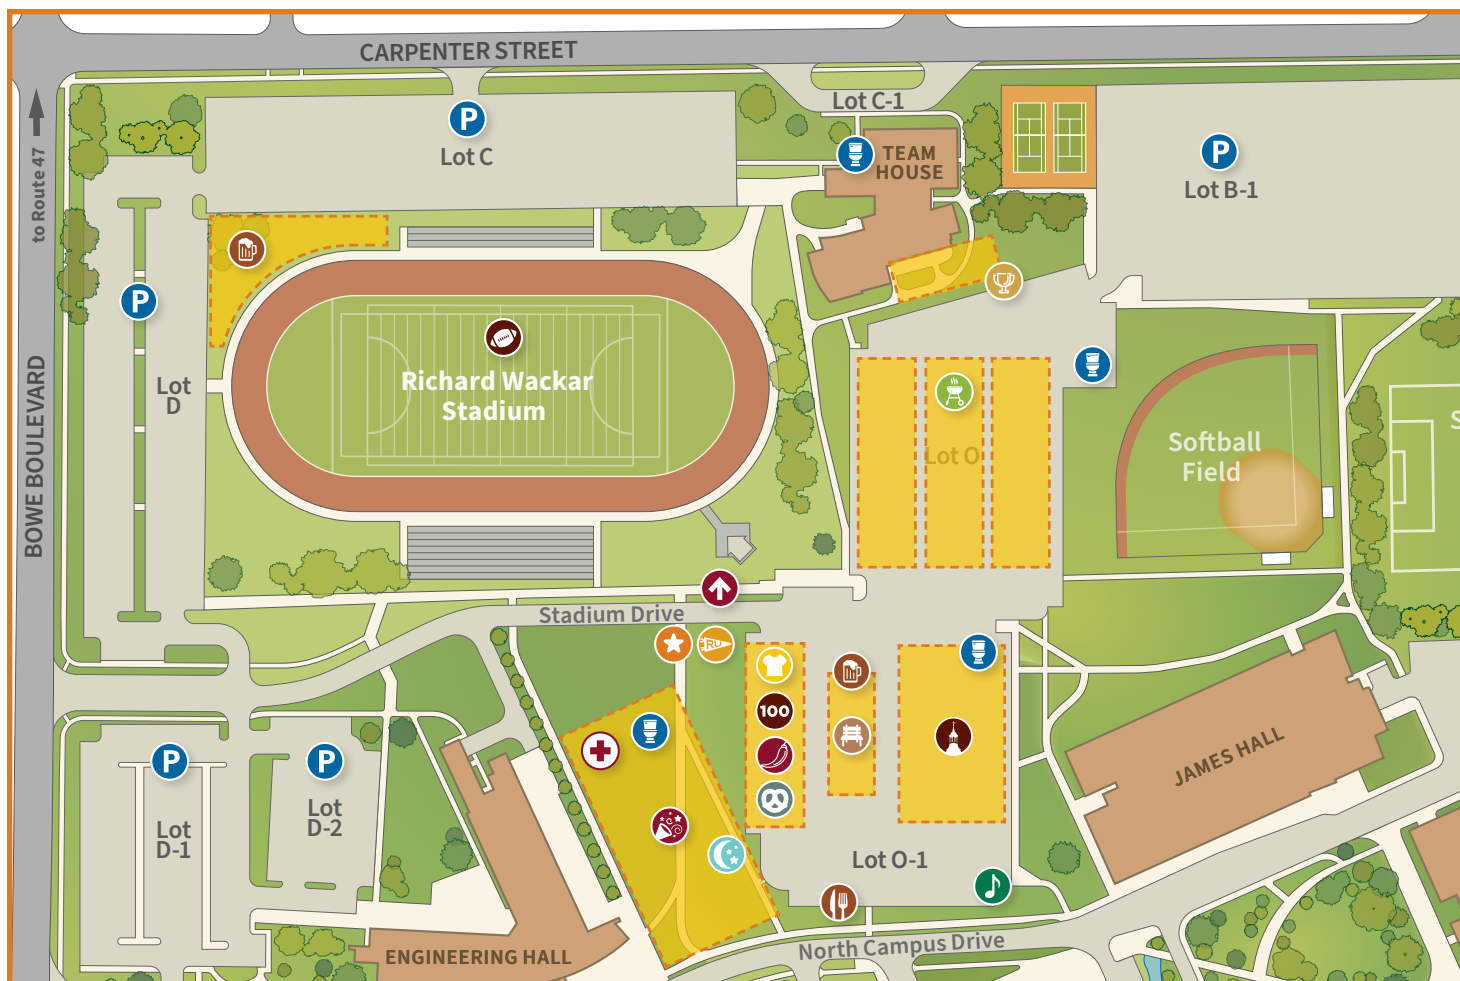 CARPENTER STREET
to Route 47
BOWE BOULEVARD
P
Lot C
Lot C-1
TEAM
HOUSE
P
Lot B-1
P
Lot
D
Richard Wackar
Stadium
Lot O
Softball
Field
S
Stadium Drive
RU
100
P
Lot
D-1
P
Lot
D-2
JAMES HALL
Lot O-1
ENGINEERING HALL
North Campus Drive